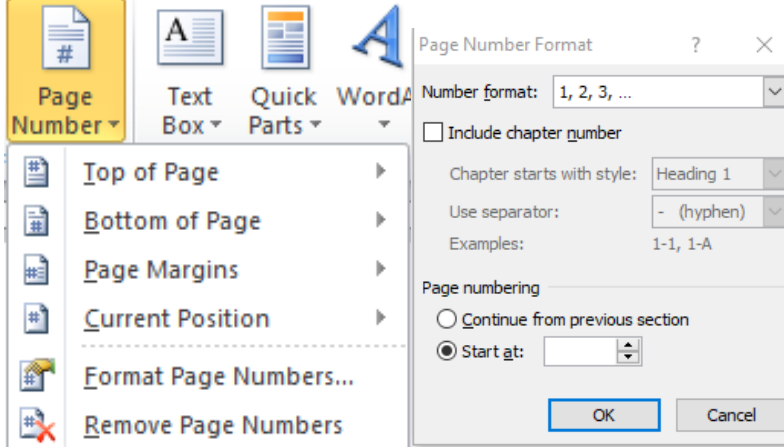 Page Number
Text Box
Quick Parts
WordA
Top of Page
Bottom of Page
Page Margins
Current Position
Format Page Numbers...
Remove Page Numbers
Page Number Format
Number format: 1, 2, 3, ...
Include chapter number
Chapter starts with style: Heading 1
Use separator: - (hyphen)
Examples: 1-1, 1-A
Page numbering
Continue from previous section
Start at:
OK Cancel